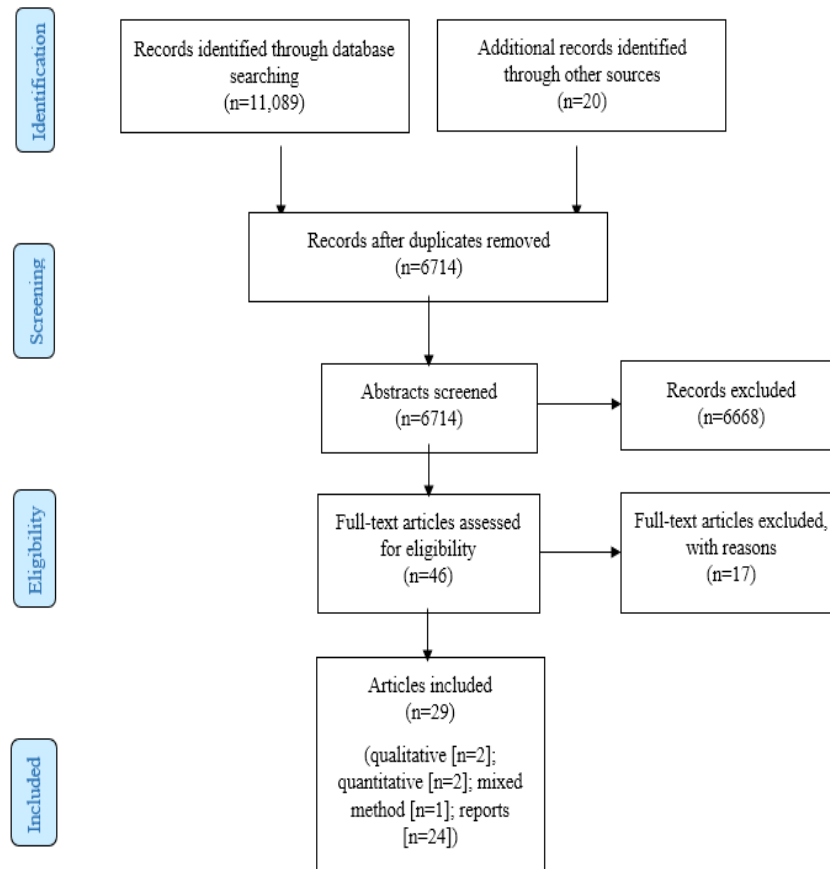 Identification
Records identified through database
searching
(n=11,089)
Additional records identified
through other sources
(n=20)
Screening
Records after duplicates removed
(n=6714)
Abstracts screened
(n=6714)
Records excluded
(n=6668)
Eligibility
Full-text articles assessed
for eligibility
(n=46)
Full-text articles excluded,
with reasons
(n=17)
Included
Articles included
(n=29)
(qualitative [n=2];
quantitative [n=2]; mixed
method [n=1]; reports
[n=24])